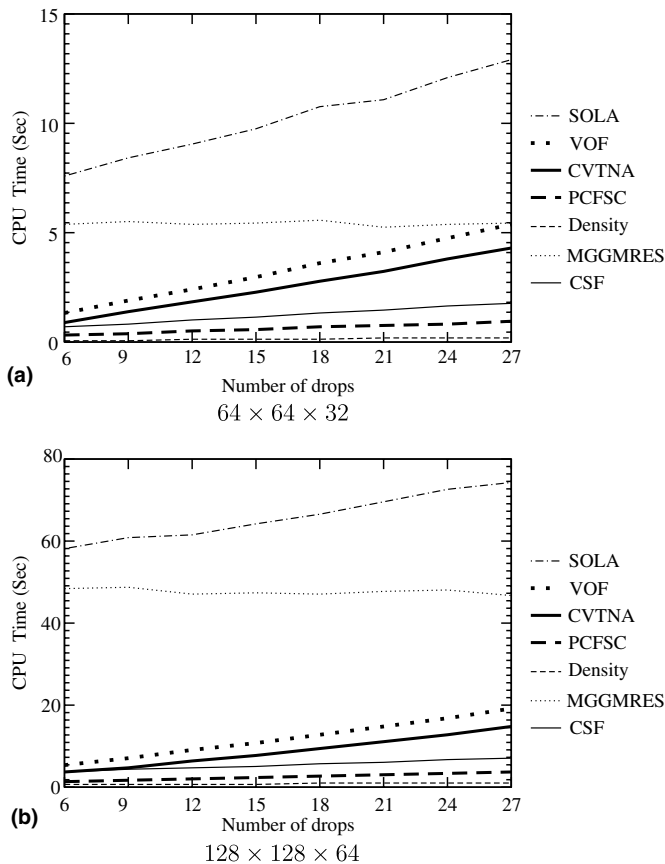 15
10
5
0
CPU Time (Sec)
6 9 12 15 18 21 24 27
Number of drops
(a)
64 × 64 × 32
SOLA
VOF
CVTNA
PCFSC
Density
MGGMRES
CSF
80
60
40
20
0
CPU Time (Sec)
6 9 12 15 18 21 24 27
Number of drops
(b)
128 × 128 × 64
SOLA
VOF
CVTNA
PCFSC
Density
MGGMRES
CSF